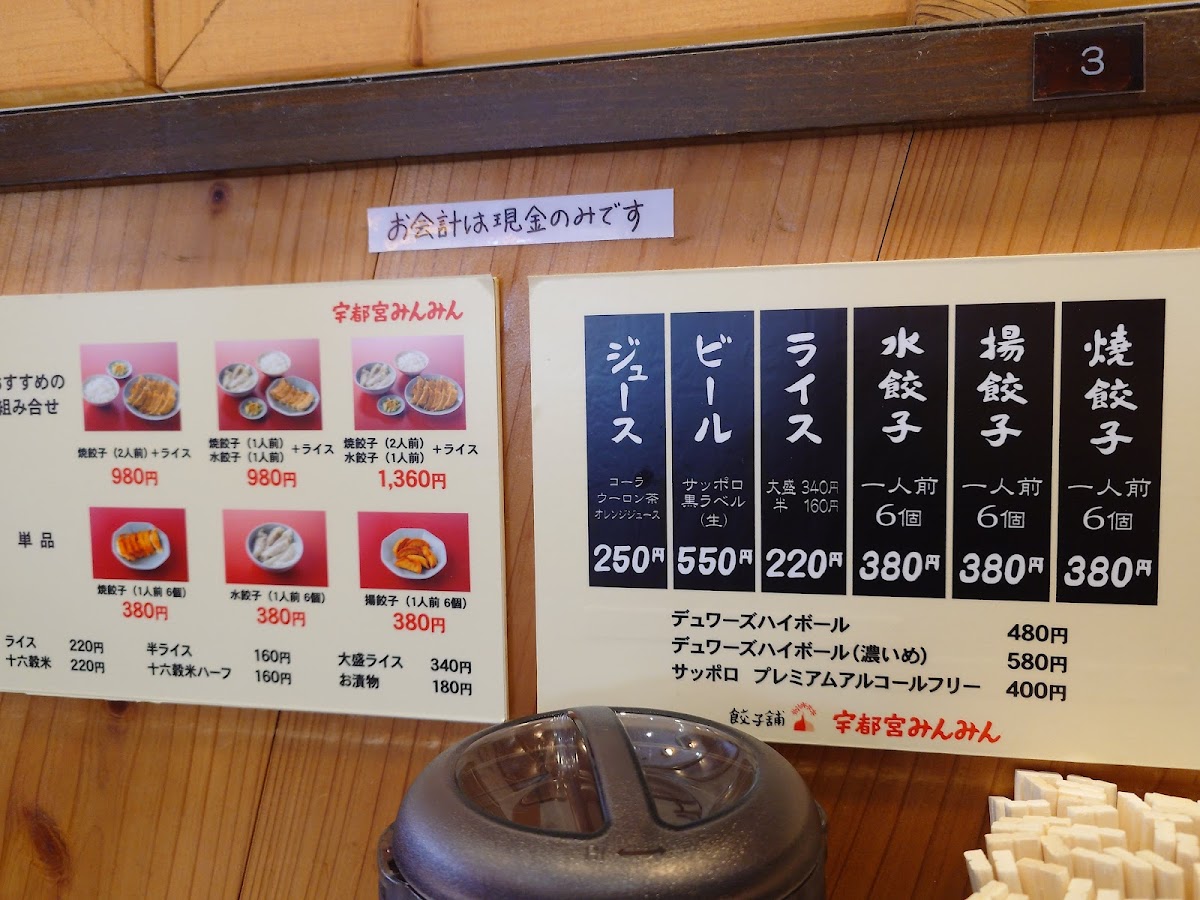 3
お会計は現金のみです
宇都宮みんみん
おすすめの
組み合せ
焼餃子（2人前）+ライス
980円
焼餃子（1人前）
水餃子（1人前）
+ライス
980円
焼餃子（2人前）
水餃子（1人前）
+ライス
1,360円
単品
焼餃子（1人前 6個）
380円
水餃子（1人前 6個）
380円
揚餃子（1人前 6個）
380円
ライス 220円
十六穀米 220円
半ライス 160円
十六穀米ハーフ 160円
大盛ライス 340円
お漬物 180円
焼餃子
一人前
6個
380円
揚餃子
一人前
6個
380円
水餃子
一人前
6個
380円
ライス
大盛 340円
半 160円
220円
ビール
サッポロ
黒ラベル
(生)
550円
ジュース
コーラ
ウーロン茶
オレンジジュース
250円
デュワーズハイボール 480円
デュワーズハイボール（濃いめ） 580円
サッポロ プレミアムアルコールフリー 400円
餃子舗 宇都宮みんみん